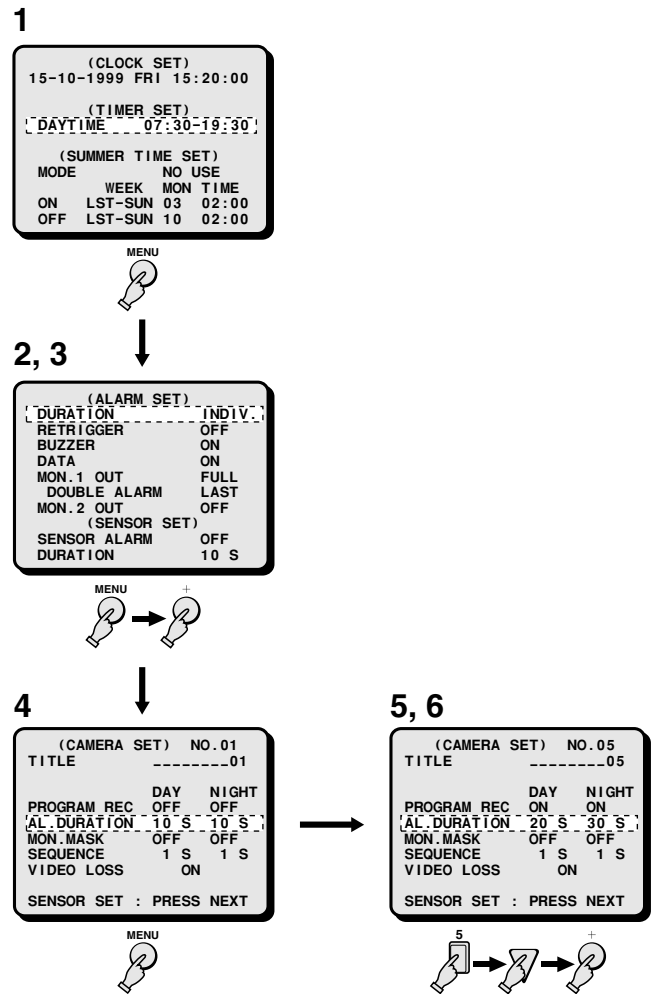 1
(CLOCK SET)
15-10-1999 FRI 15:20:00
(TIMER SET)
DAYTIME 07:30-19:30
(SUMMER TIME SET)
MODE NO USE
WEEK MON TIME
ON LST-SUN 03 02:00
OFF LST-SUN 10 02:00
MENU
2, 3
(ALARM SET)
DURATION INDIV.
RETRIGGER OFF
BUZZER ON
DATA ON
MON.1 OUT FULL
DOUBLE ALARM LAST
MON.2 OUT OFF
(SENSOR SET)
SENSOR ALARM OFF
DURATION 10 S
MENU +
4
(CAMERA SET) NO.01
TITLE ________01
DAY NIGHT
PROGRAM REC OFF OFF
AL.DURATION 10 S 10 S
MON.MASK OFF OFF
SEQUENCE 1 S 1 S
VIDEO LOSS ON
SENSOR SET : PRESS NEXT
MENU
5, 6
(CAMERA SET) NO.05
TITLE ________05
DAY NIGHT
PROGRAM REC ON ON
AL.DURATION 20 S 30 S
MON.MASK OFF OFF
SEQUENCE 1 S 1 S
VIDEO LOSS ON
SENSOR SET : PRESS NEXT
5 +